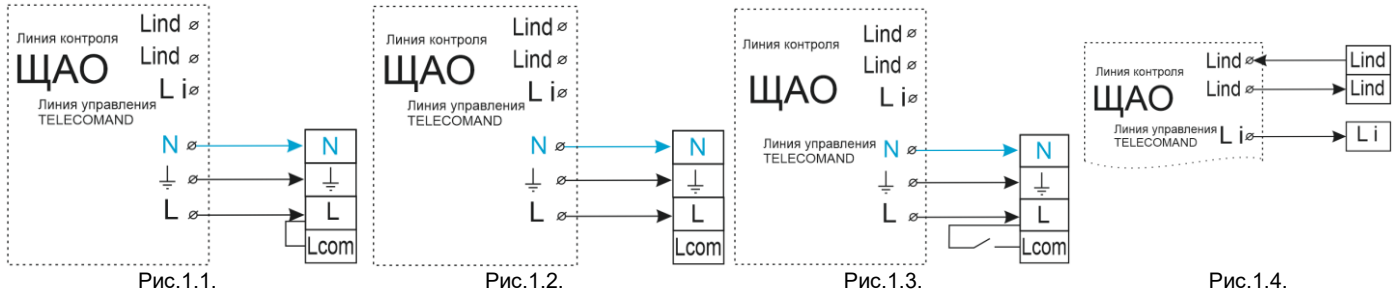 Lind
Линия контроля
Lind
ЩАО
L i
Линия управления
TELECOMAND
N N
L L
Lcom
Рис.1.1.
Lind
Линия контроля
Lind
ЩАО
L i
Линия управления
TELECOMAND
N N
L L
Lcom
Рис.1.2.
Lind
Линия контроля
Lind
ЩАО
L i
Линия управления
TELECOMAND
N N
L L
Lcom
Рис.1.3.
Lind Lind
Линия контроля
ЩАО
Lind Lind
Линия управления
TELECOMAND
L i L i
Рис.1.4.